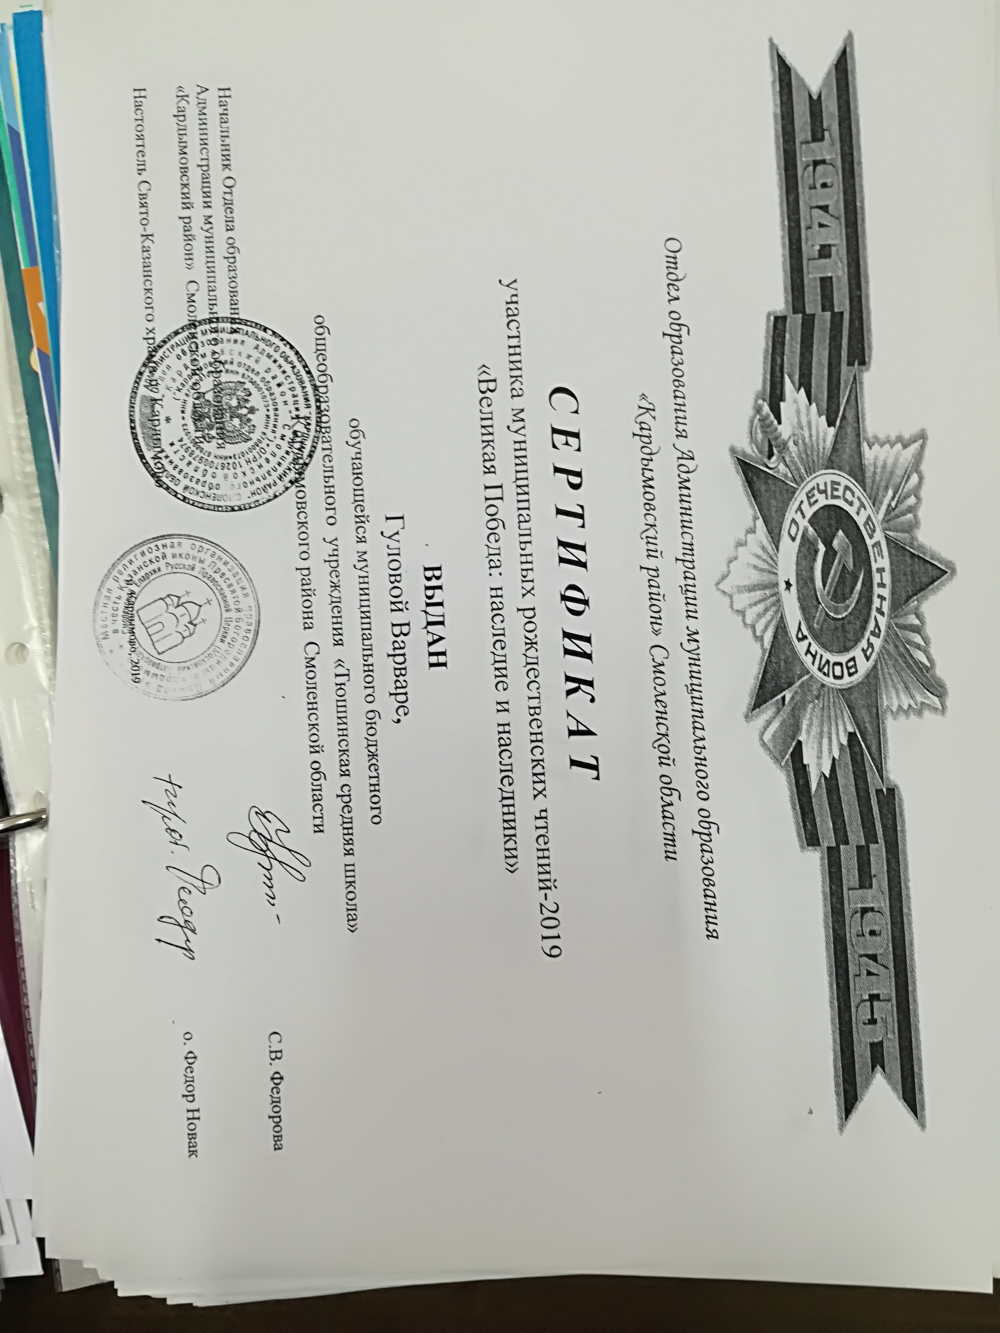 1941
1945
ОТЕЧЕСТВЕННАЯ ВОЙНА
Отдел образования Администрации муниципального образования
«Кардымовский район» Смоленской области
СЕРТИФИКАТ
участника муниципальных рождественских чтений-2019
«Великая Победа: наследие и наследники»
ВЫДАН
Гуловой Варваре,
обучающейся муниципального бюджетного
общеобразовательного учреждения «Тюшинская средняя школа»
Кардымовского района Смоленской области
Начальник Отдела образования
Администрации муниципального образования
«Кардымовский район» Смоленской области
С.В. Федорова
Настоятель Свято-Казанского храма п. Кардымово
прот. Феодор
о. Федор Новак
п. Кардымово, 2019